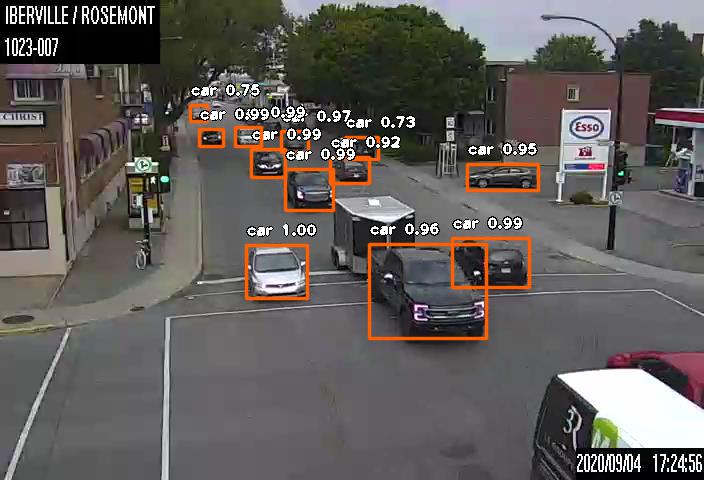 IBERVILLE / ROSEMONT
1023-007
car 0.75
car 0.99
0.99
0.97
car 0.73
car 0.99
0.92
car 0.99
car 0.95
CHRIST
Esso
car 1.00
car 0.96
car 0.99
3R
M
2020/09/04 17:24:56